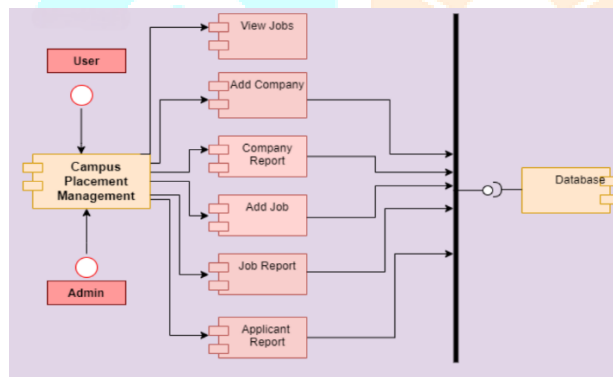 View Jobs
User
Add Company
Campus
Placement
Management
Company
Report
Database
Add Job
Job Report
Admin
Applicant
Report